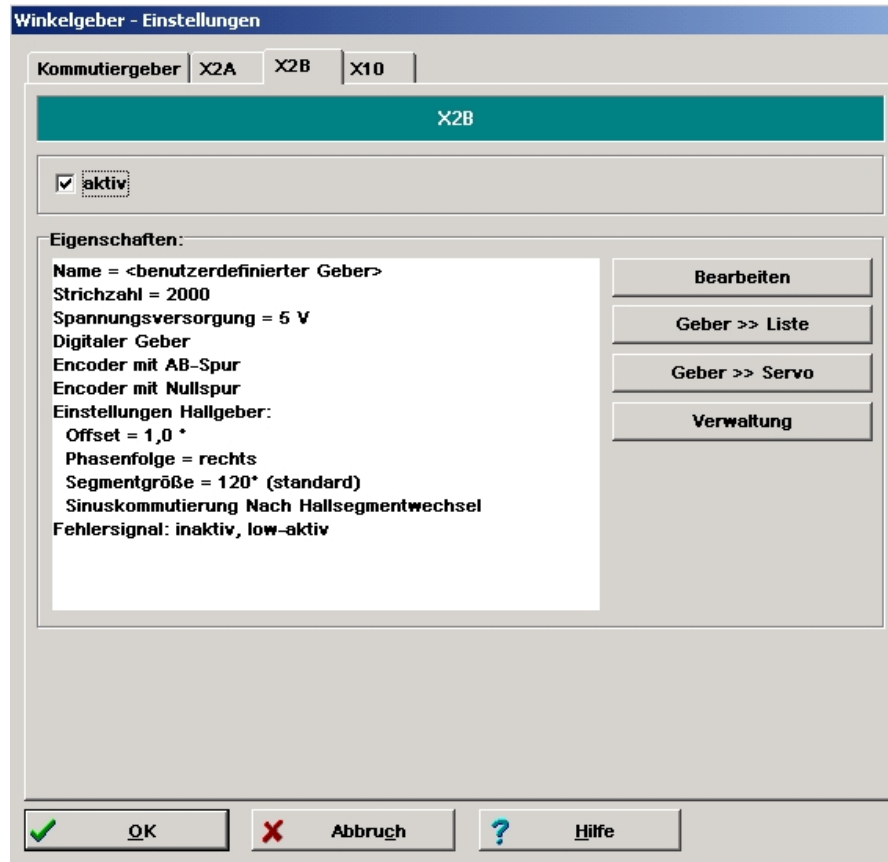 Winkelgeber - Einstellungen
Kommutiergeber X2A X2B X10
X2B
aktiv
Eigenschaften:
Name = <benutzerdefinierter Geber>
Strichzahl = 2000
Spannungsversorgung = 5 V
Digitaler Geber
Encoder mit AB-Spur
Encoder mit Nullspur
Einstellungen Hallgeber:
Offset = 1,0 °
Phasenfolge = rechts
Segmentgröße = 120° (standard)
Sinuskommutierung Nach Hallsegmentwechsel
Fehlersignal: inaktiv, low-aktiv
Bearbeiten
Geber >> Liste
Geber >> Servo
Verwaltung
OK Abbruch Hilfe